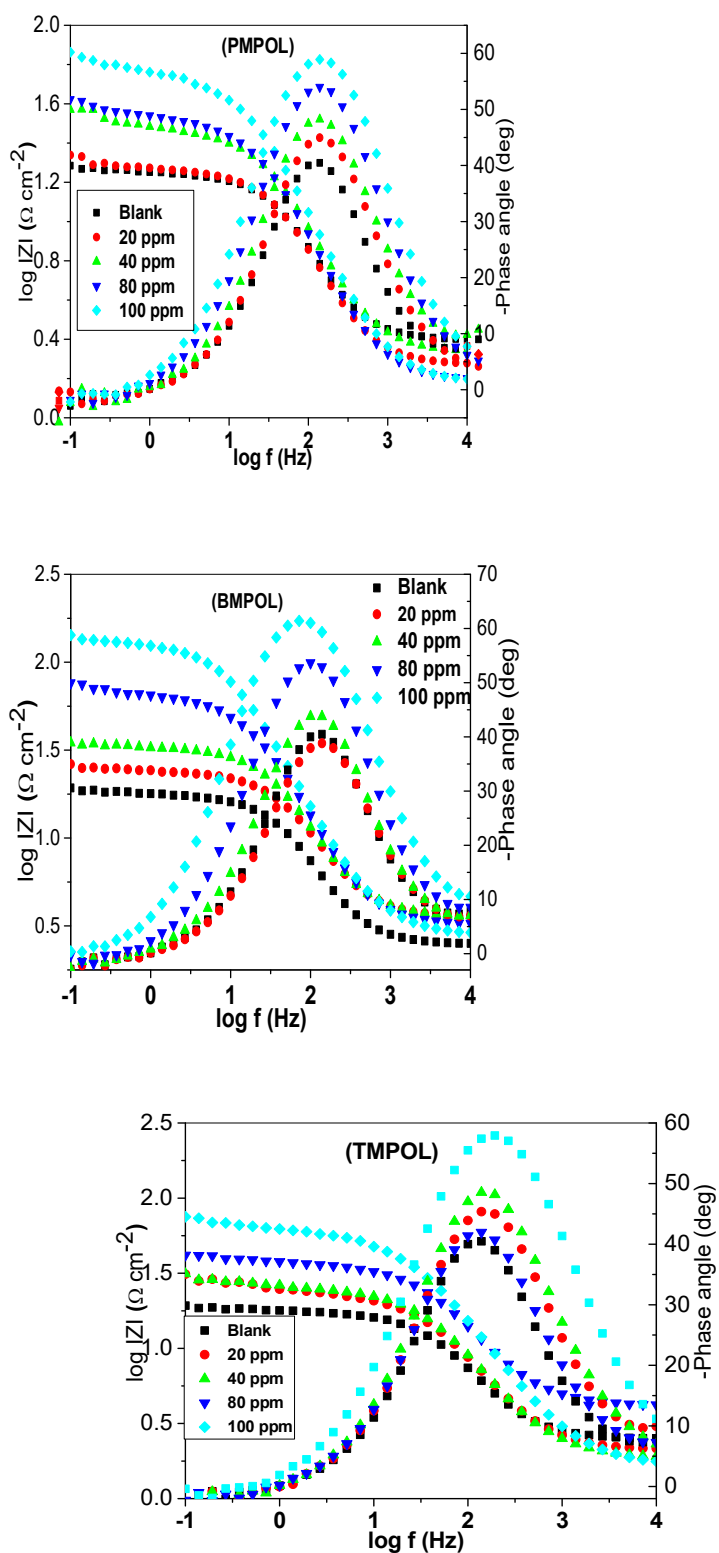 (PMPOL)
2.0
1.6
1.2
0.8
0.4
0.0
log |Z| (Ω cm⁻²)
60
50
40
30
20
10
0
-Phase angle (deg)
Blank
20 ppm
40 ppm
80 ppm
100 ppm
-1 0 1 2 3 4
log f (Hz)
(BMPOL)
2.5
2.0
1.5
1.0
0.5
log |Z| (Ω cm⁻²)
70
60
50
40
30
20
10
0
-Phase angle (deg)
Blank
20 ppm
40 ppm
80 ppm
100 ppm
-1 0 1 2 3 4
log f (Hz)
(TMPOL)
2.5
2.0
1.5
1.0
0.5
0.0
log |Z| (Ω cm⁻²)
60
50
40
30
20
10
0
-Phase angle (deg)
Blank
20 ppm
40 ppm
80 ppm
100 ppm
-1 0 1 2 3 4
log f (Hz)